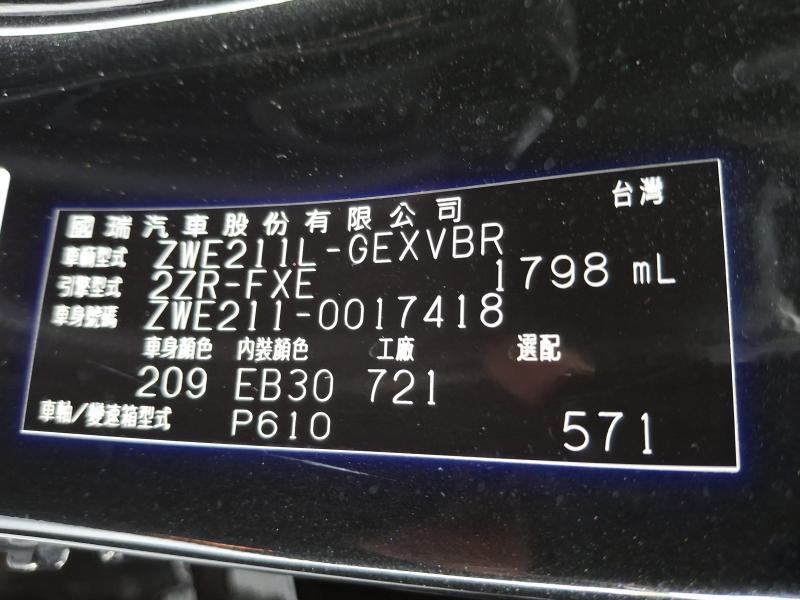 台灣
國瑞汽車股份有限公司
車輛型式 ZWE211L-GEXVBR
引擎型式 2ZR-FXE 1798 mL
車身號碼 ZWE211-0017418
車身顏色 內裝顏色 工廠 選配
209 EB30 721
車軸/變速箱型式 P610 571